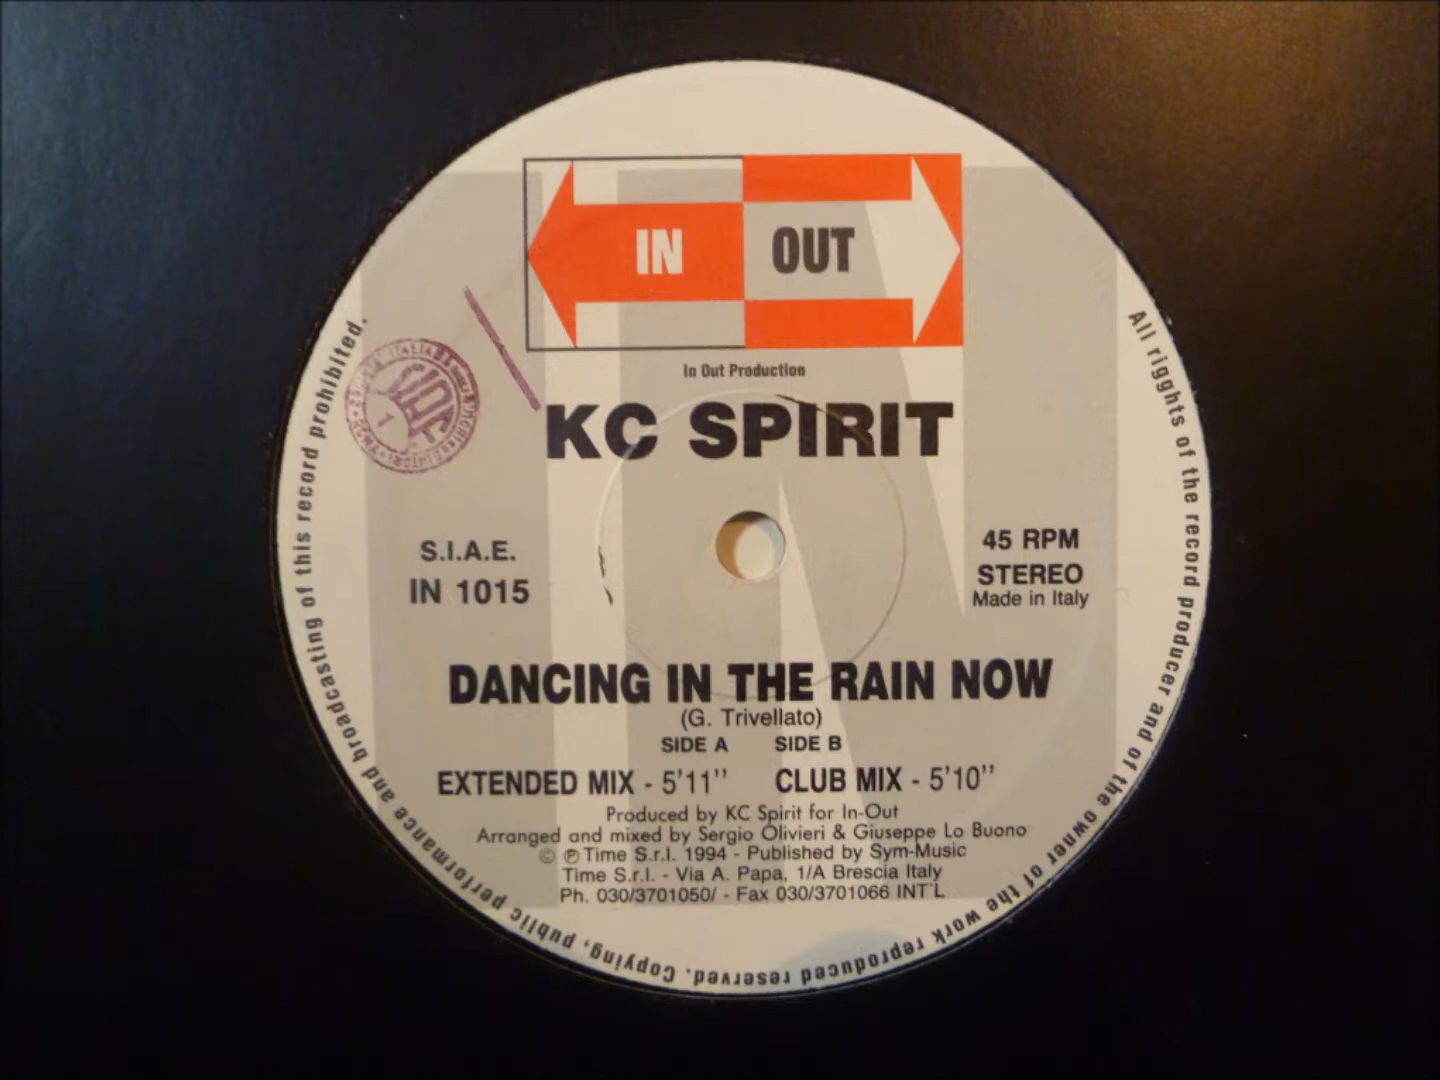 IN OUT
In Out Production
KC SPIRIT
S.I.A.E.
IN 1015
45 RPM
STEREO
Made in Italy
DANCING IN THE RAIN NOW
(G. Trivellato)
SIDE A SIDE B
EXTENDED MIX - 5'11" CLUB MIX - 5'10"
Produced by KC Spirit for In-Out
Arranged and mixed by Sergio Olivieri & Giuseppe Lo Buono
© ℗ Time S.r.l. 1994 - Published by Sym-Music
Time S.r.l. - Via A. Papa, 1/A Brescia Italy
Ph. 030/3701050/ - Fax 030/3701066 INT'L
All rigghts of the record producer and of the owner of the work reproduced reserved. Copying, public performance and broadcasting of this record prohibited.